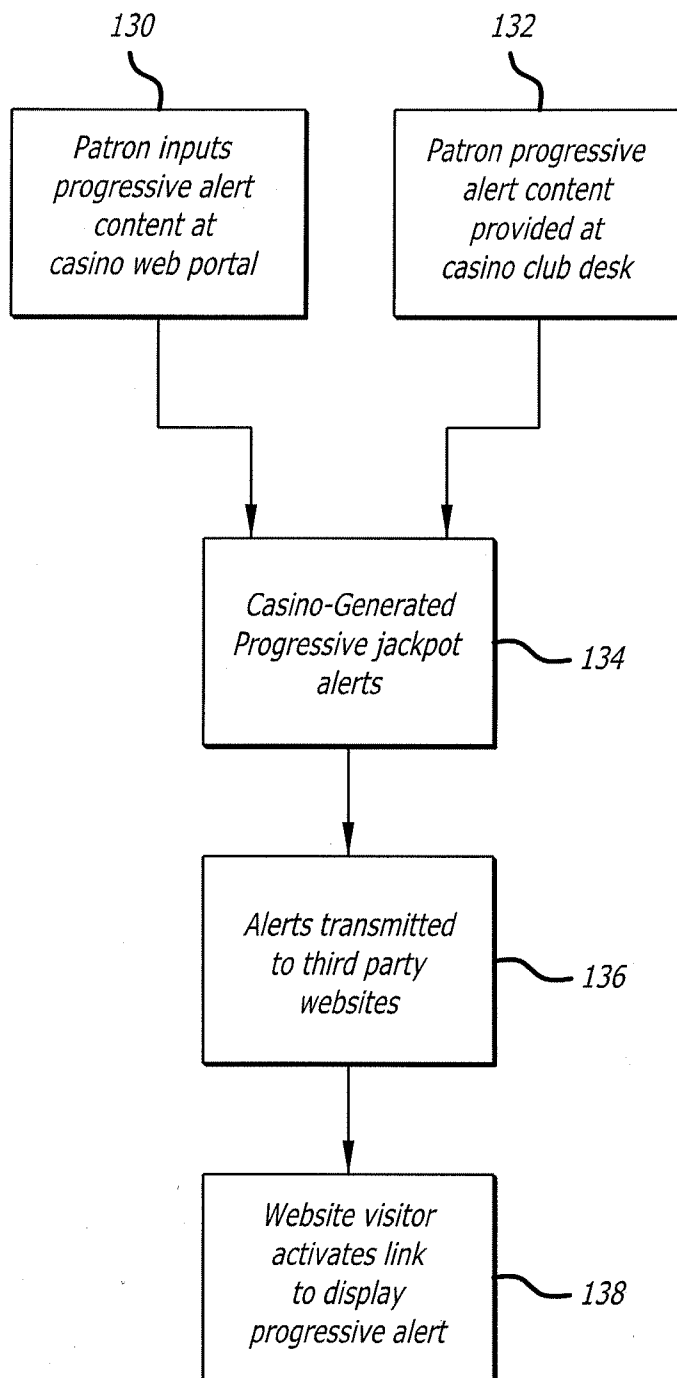 130
132
Patron inputs
progressive alert
content at
casino web portal
Patron progressive
alert content
provided at
casino club desk
Casino-Generated
Progressive jackpot
alerts
134
Alerts transmitted
to third party
websites
136
Website visitor
activates link
to display
progressive alert
138